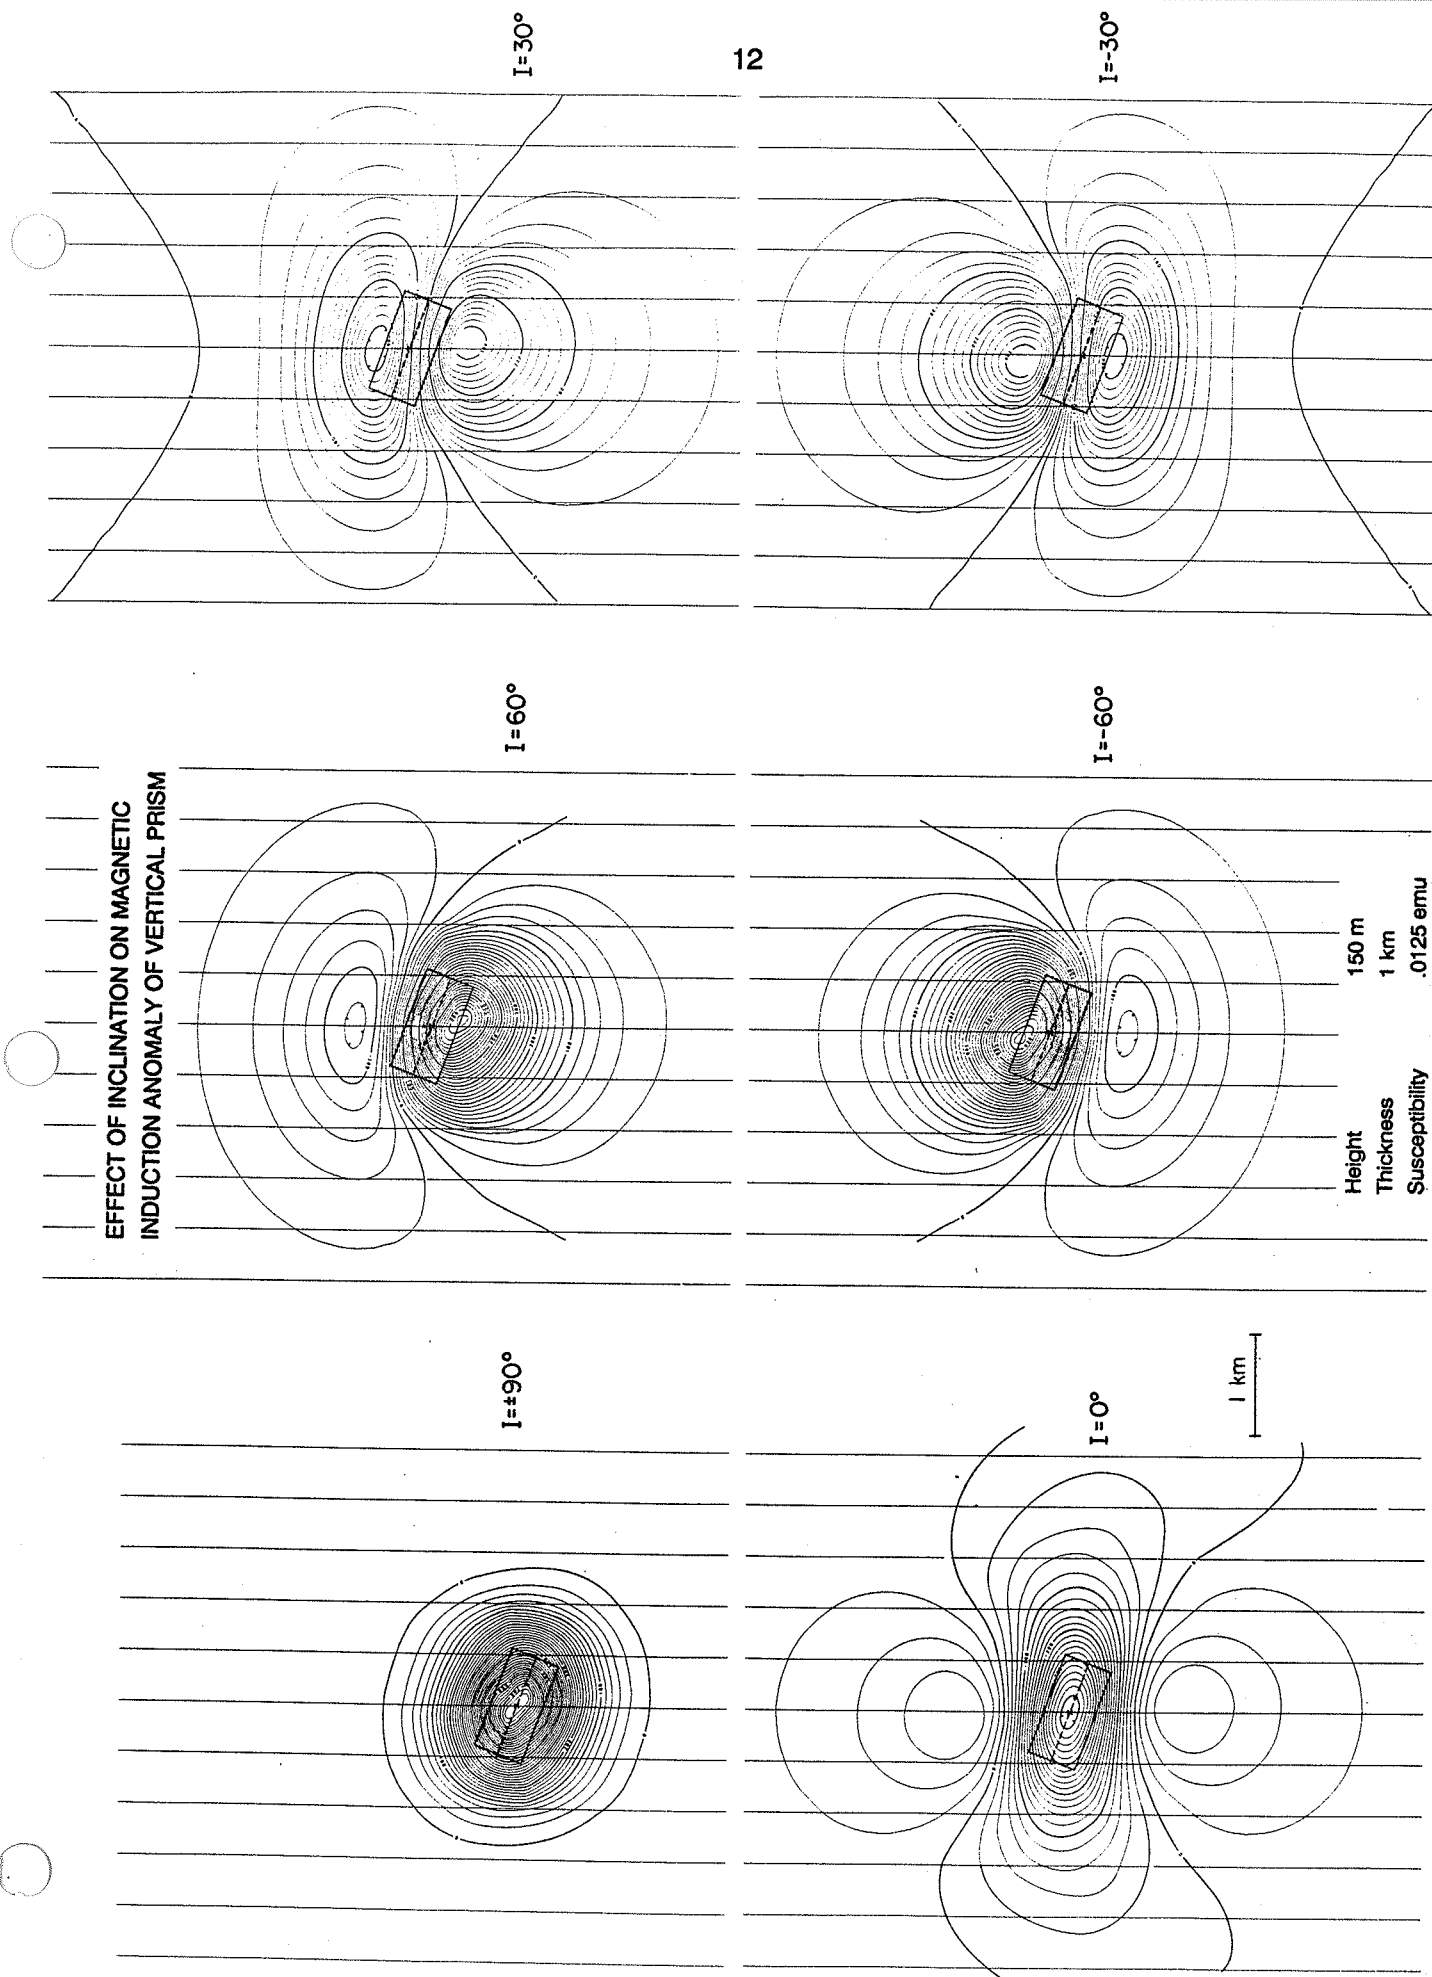 12
EFFECT OF INCLINATION ON MAGNETIC
INDUCTION ANOMALY OF VERTICAL PRISM
I=±90°
I=60°
I=30°
I=0°
I=-60°
I=-30°
1 km
Height 150 m
Thickness 1 km
Susceptibility .0125 emu